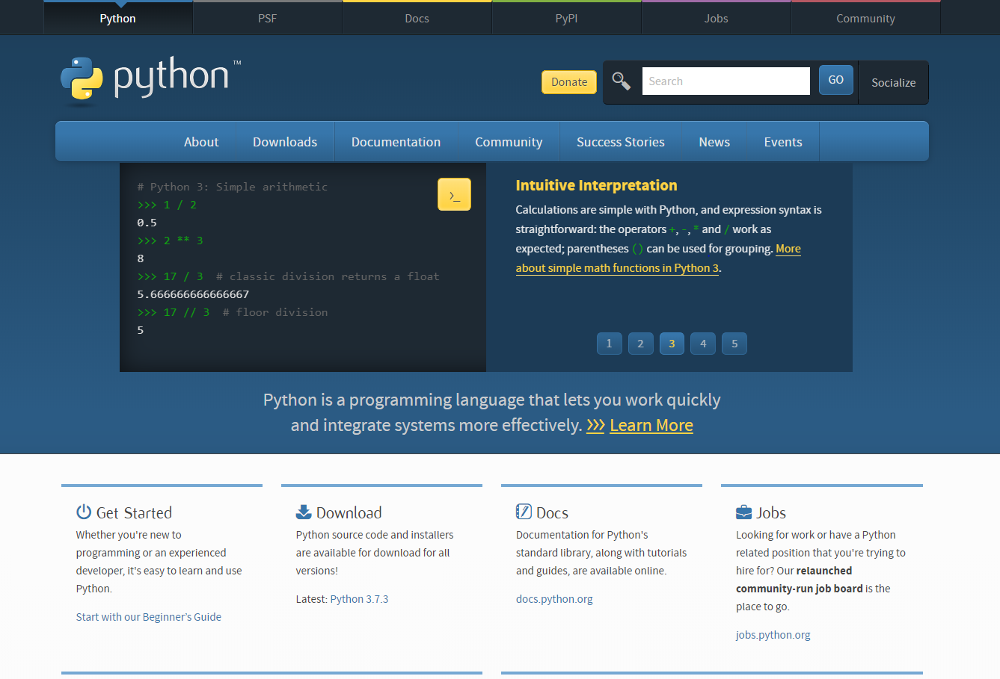 Python PSF Docs PyPI Jobs Community
python™
Donate Search GO Socialize
About Downloads Documentation Community Success Stories News Events
# Python 3: Simple arithmetic
>>> 1 / 2
0.5
>>> 2 ** 3
8
>>> 17 / 3  # classic division returns a float
5.666666666666667
>>> 17 // 3  # floor division
5
>_
Intuitive Interpretation
Calculations are simple with Python, and expression syntax is
straightforward: the operators +, -, * and / work as
expected; parentheses () can be used for grouping. More
about simple math functions in Python 3.
1 2 3 4 5
Python is a programming language that lets you work quickly
and integrate systems more effectively. >>> Learn More
Get Started
Whether you're new to
programming or an experienced
developer, it's easy to learn and use
Python.
Start with our Beginner's Guide
Download
Python source code and installers
are available for download for all
versions!
Latest: Python 3.7.3
Docs
Documentation for Python's
standard library, along with tutorials
and guides, are available online.
docs.python.org
Jobs
Looking for work or have a Python
related position that you're trying to
hire for? Our relaunched
community-run job board is the
place to go.
jobs.python.org